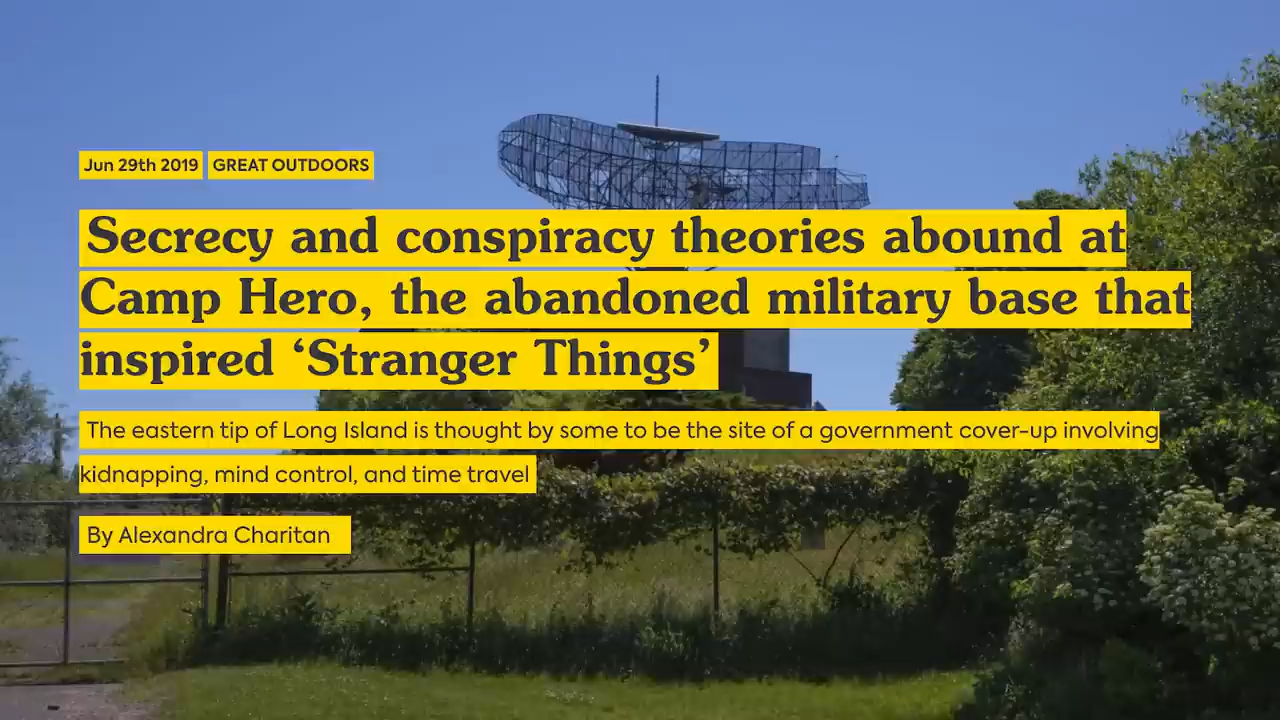 Jun 29th 2019 GREAT OUTDOORS
Secrecy and conspiracy theories abound at
Camp Hero, the abandoned military base that
inspired ‘Stranger Things’
The eastern tip of Long Island is thought by some to be the site of a government cover-up involving
kidnapping, mind control, and time travel
By Alexandra Charitan